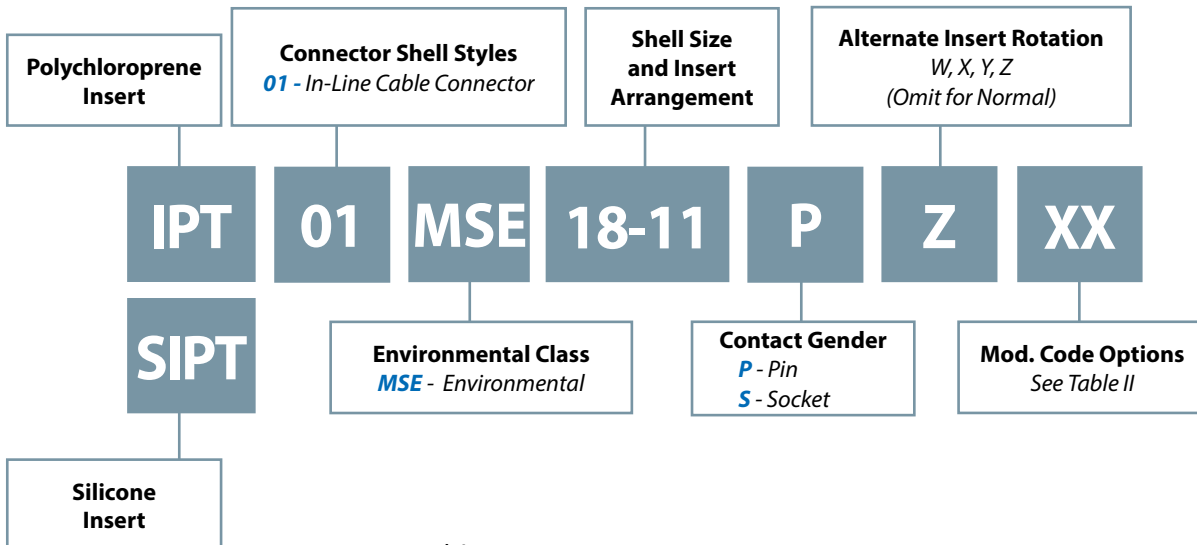 Polychloroprene
Insert
Connector Shell Styles
01 - In-Line Cable Connector
Shell Size
and Insert
Arrangement
Alternate Insert Rotation
W, X, Y, Z
(Omit for Normal)
IPT
01
MSE
18-11
P
Z
XX
SIPT
Environmental Class
MSE - Environmental
Contact Gender
P - Pin
S - Socket
Mod. Code Options
See Table II
Silicone
Insert